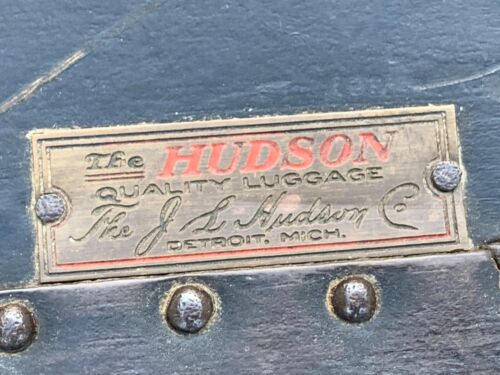 The HUDSON
QUALITY LUGGAGE
The J L Hudson Co
DETROIT, MICH.